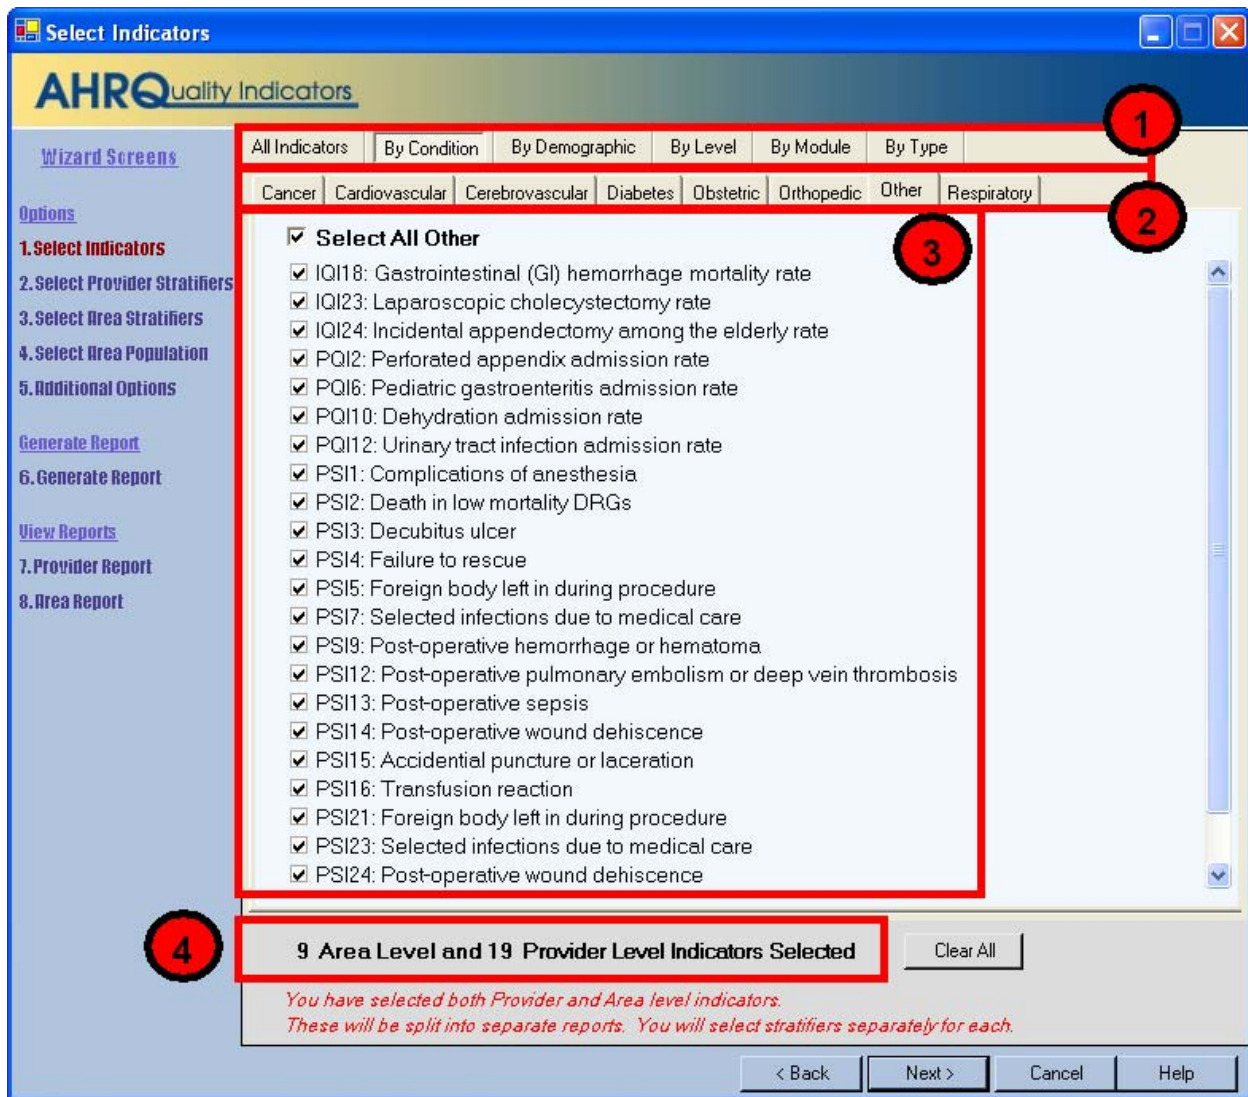 Select Indicators
AHRQuality Indicators
Wizard Screens
Options
1.Select Indicators
2.Select Provider Stratifiers
3.Select Area Stratifiers
4.Select Area Population
5.Additional Options
Generate Report
6.Generate Report
View Reports
7.Provider Report
8.Area Report
All Indicators By Condition By Demographic By Level By Module By Type
1
Cancer Cardiovascular Cerebrovascular Diabetes Obstetric Orthopedic Other Respiratory
2
Select All Other
3
IQI18: Gastrointestinal (GI) hemorrhage mortality rate
IQI23: Laparoscopic cholecystectomy rate
IQI24: Incidental appendectomy among the elderly rate
PQI2: Perforated appendix admission rate
PQI6: Pediatric gastroenteritis admission rate
PQI10: Dehydration admission rate
PQI12: Urinary tract infection admission rate
PSI1: Complications of anesthesia
PSI2: Death in low mortality DRGs
PSI3: Decubitus ulcer
PSI4: Failure to rescue
PSI5: Foreign body left in during procedure
PSI7: Selected infections due to medical care
PSI9: Post-operative hemorrhage or hematoma
PSI12: Post-operative pulmonary embolism or deep vein thrombosis
PSI13: Post-operative sepsis
PSI14: Post-operative wound dehiscence
PSI15: Accidential puncture or laceration
PSI16: Transfusion reaction
PSI21: Foreign body left in during procedure
PSI23: Selected infections due to medical care
PSI24: Post-operative wound dehiscence
4
9 Area Level and 19 Provider Level Indicators Selected
Clear All
You have selected both Provider and Area level indicators.
These will be split into separate reports. You will select stratifiers separately for each.
< Back Next > Cancel Help